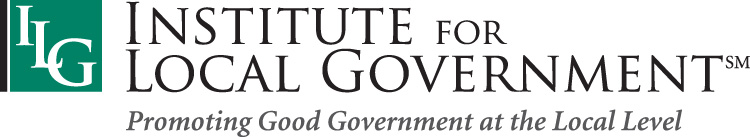 ILG
INSTITUTE FOR
LOCAL GOVERNMENT℠
Promoting Good Government at the Local Level